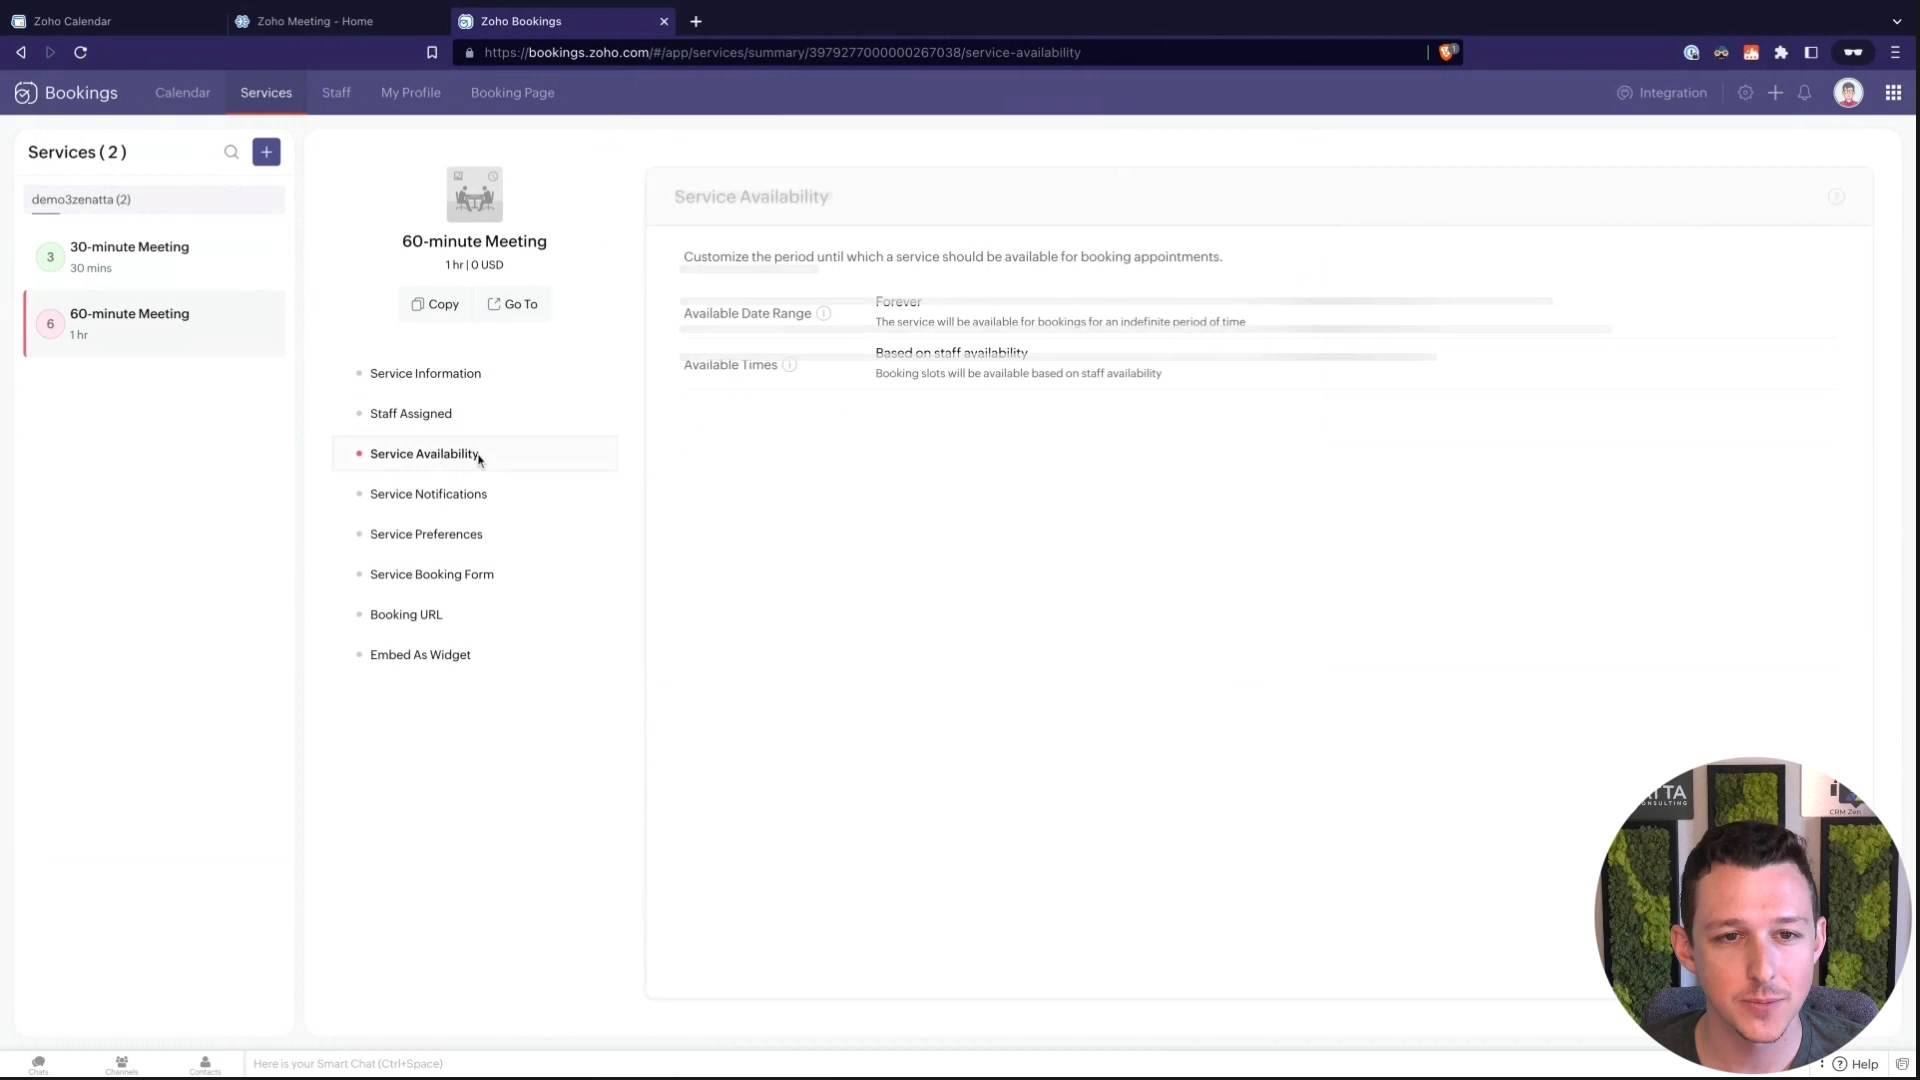 Zoho Calendar
Zoho Meeting - Home
Zoho Bookings
https://bookings.zoho.com/#/app/services/summary/3979277000000267038/service-availability
1
Bookings
Calendar
Services
Staff
My Profile
Booking Page
Integration
Services ( 2 )
demo3zenatta (2)
3
30-minute Meeting
30 mins
6
60-minute Meeting
1 hr
60-minute Meeting
1 hr | 0 USD
Copy
Go To
Service Information
Staff Assigned
Service Availability
Service Notifications
Service Preferences
Service Booking Form
Booking URL
Embed As Widget
Service Availability
Customize the period until which a service should be available for booking appointments.
Available Date Range
Forever
The service will be available for bookings for an indefinite period of time
Available Times
Based on staff availability
Booking slots will be available based on staff availability
CRM Zen
Chats
Channels
Contacts
Here is your Smart Chat (Ctrl+Space)
Help